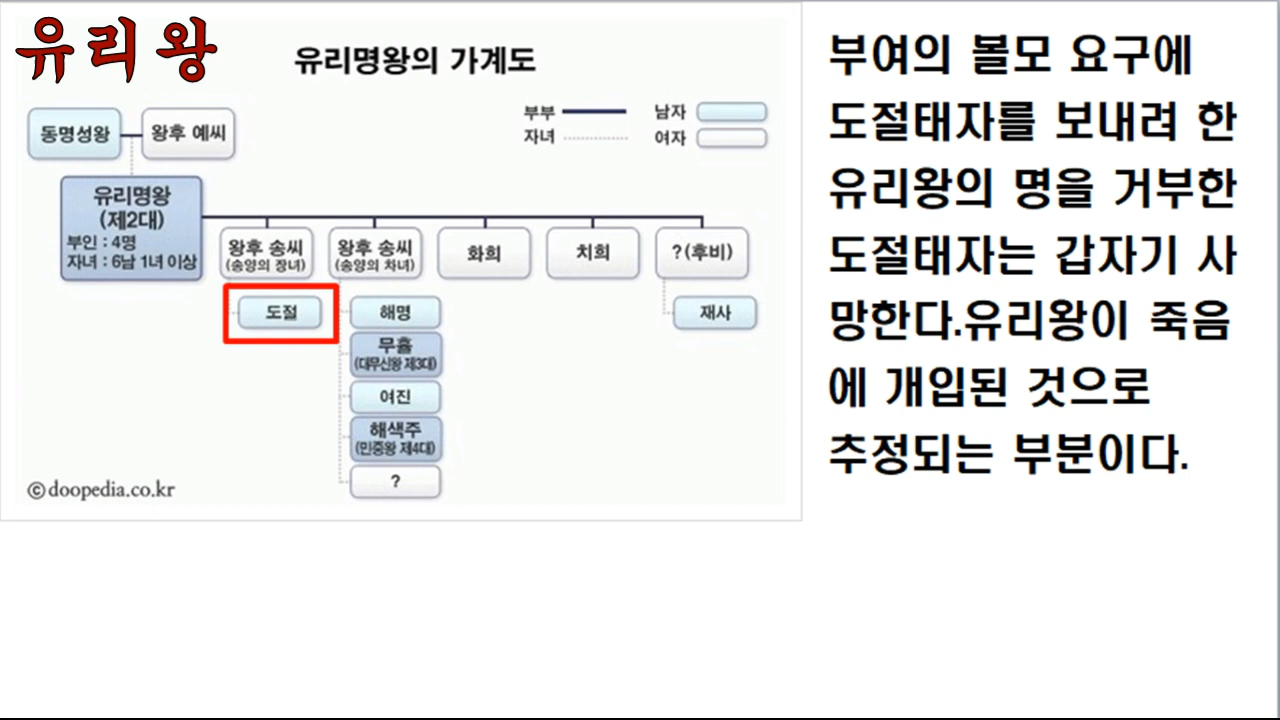 유리왕
유리명왕의 가계도
부부
남자
자녀
여자
동명성왕
왕후 예씨
유리명왕
(제2대)
부인 : 4명
자녀 : 6남 1녀 이상
왕후 송씨
(송양의 장녀)
왕후 송씨
(송양의 차녀)
화희
치희
?(후비)
도절
해명
재사
무휼
(대무신왕 제3대)
여진
해색주
(민중왕 제4대)
?
©doopedia.co.kr
부여의 볼모 요구에
도절태자를 보내려 한
유리왕의 명을 거부한
도절태자는 갑자기 사
망한다.유리왕이 죽음
에 개입된 것으로
추정되는 부분이다.